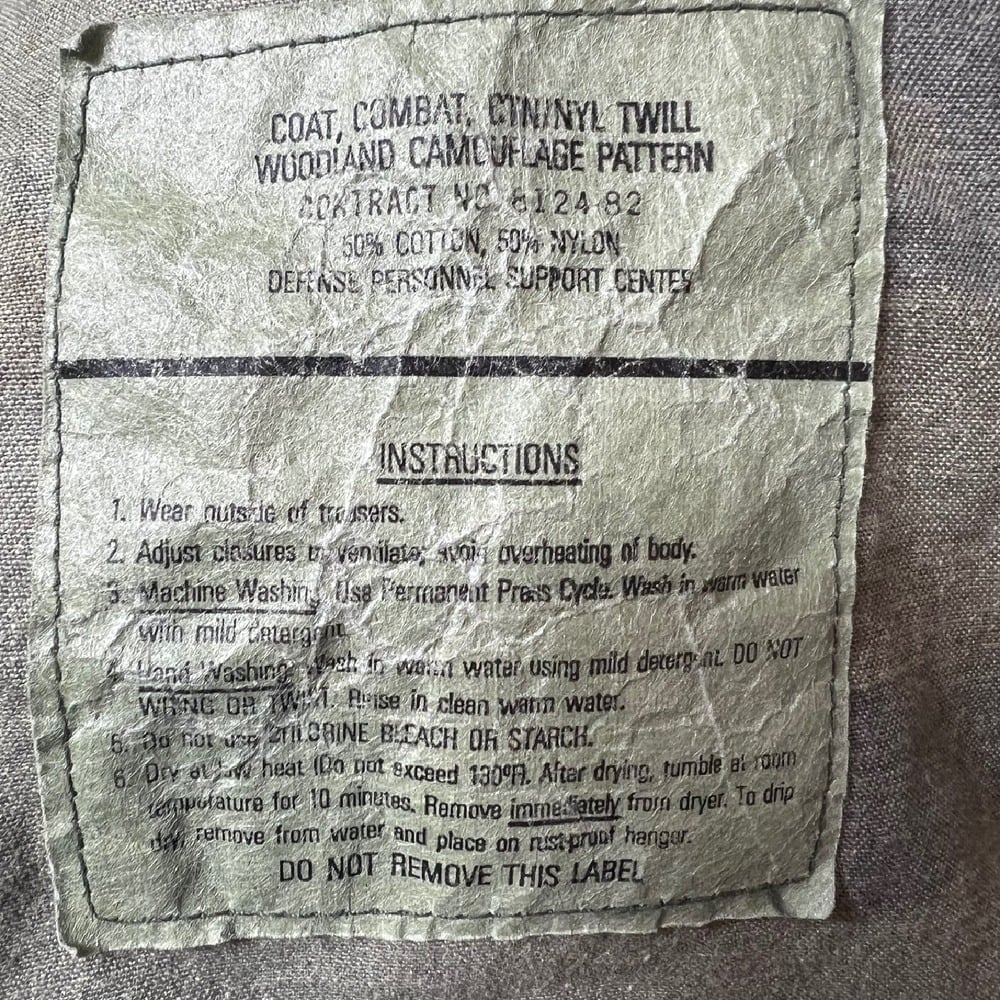 COAT, COMBAT, CTN/NYL TWILL
WOODLAND CAMOUFLAGE PATTERN
CONTRACT NO. 8124-82
50% COTTON, 50% NYLON
DEFENSE PERSONNEL SUPPORT CENTER
INSTRUCTIONS
1. Wear outside of trousers.
2. Adjust closures to ventilate; avoid overheating of body.
3. Machine Washing. Use Permanent Press Cycle. Wash in warm water
with mild detergent.
4. Hand Washing. Wash in warm water using mild detergent. DO NOT
WRING OR TWIST. Rinse in clean warm water.
5. Do not use CHLORINE BLEACH OR STARCH.
6. Dry at low heat (Do not exceed 130°F). After drying, tumble at room
temperature for 10 minutes. Remove immediately from dryer. To drip
dry, remove from water and place on rust-proof hanger.
DO NOT REMOVE THIS LABEL